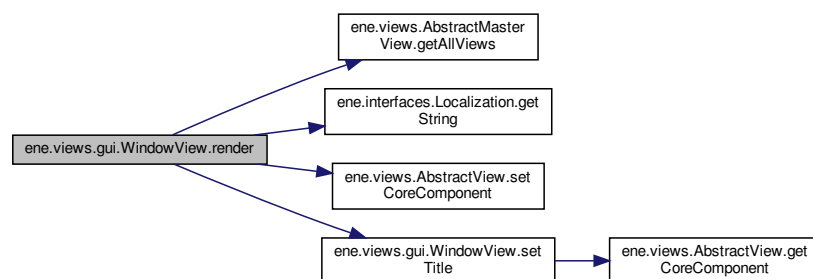 ene.views.AbstractMaster
View.getAllViews
ene.interfaces.Localization.get
String
ene.views.gui.WindowView.render
ene.views.AbstractView.set
CoreComponent
ene.views.gui.WindowView.set
Title
ene.views.AbstractView.get
CoreComponent